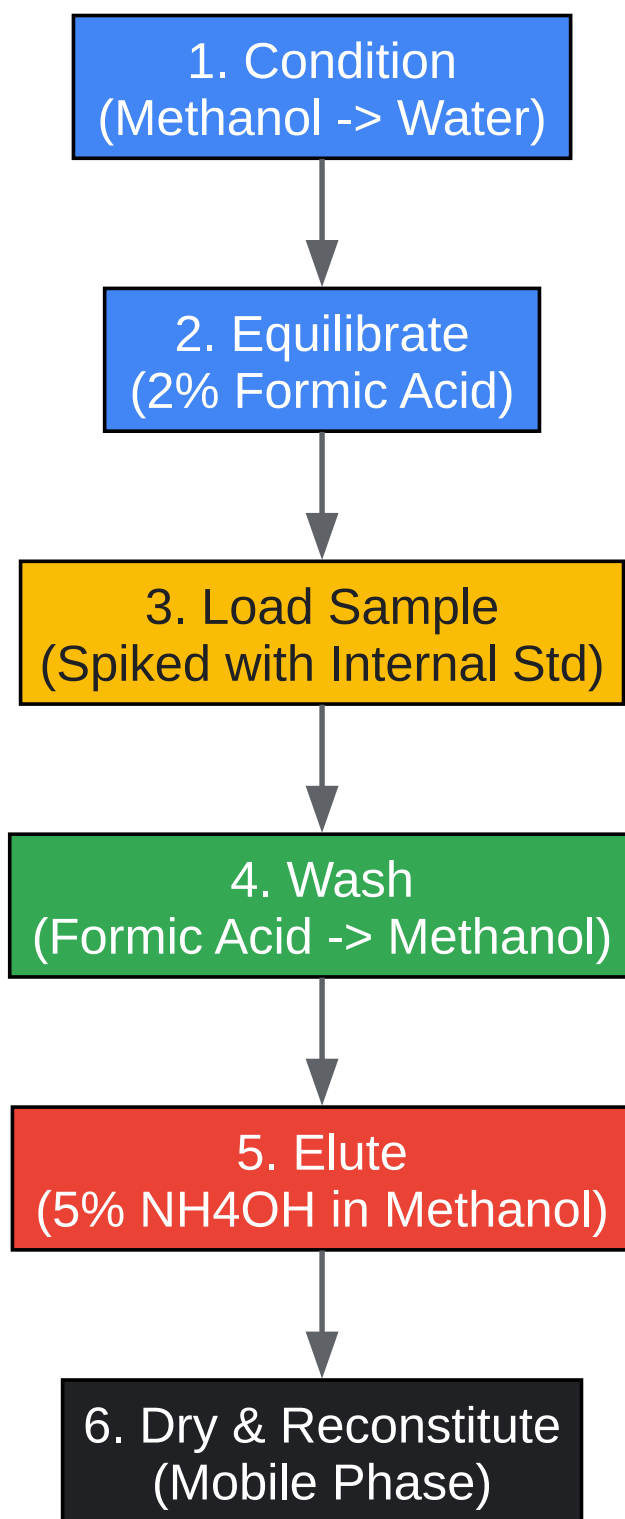 1. Condition
(Methanol -> Water)
2. Equilibrate
(2% Formic Acid)
3. Load Sample
(Spiked with Internal Std)
4. Wash
(Formic Acid -> Methanol)
5. Elute
(5% NH4OH in Methanol)
6. Dry & Reconstitute
(Mobile Phase)